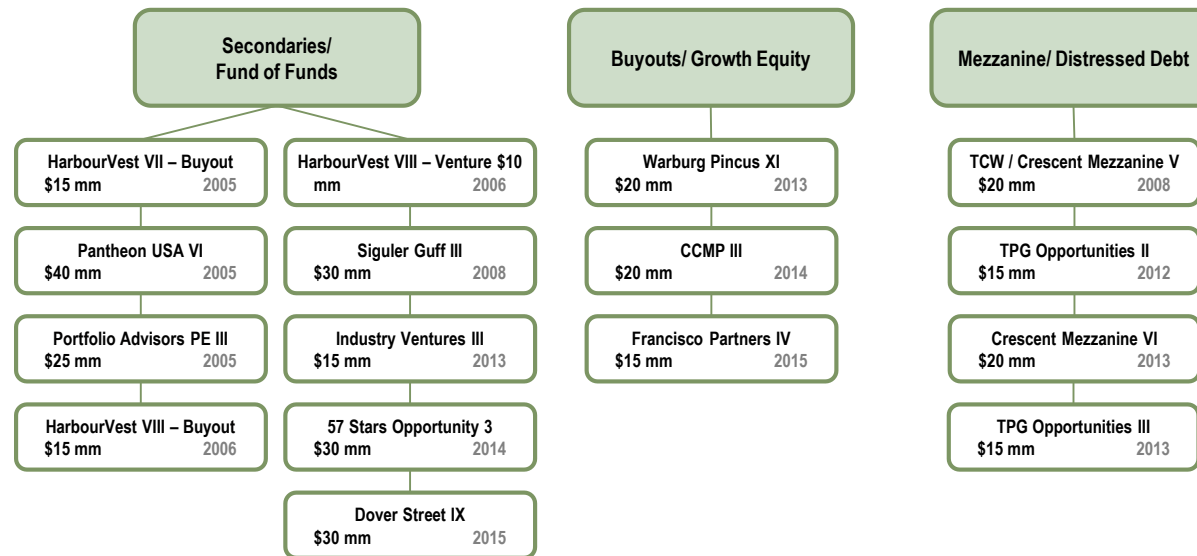 Secondaries/
Fund of Funds
HarbourVest VII – Buyout
$15 mm 2005
Pantheon USA VI
$40 mm 2005
Portfolio Advisors PE III
$25 mm 2005
HarbourVest VIII – Buyout
$15 mm 2006
HarbourVest VIII – Venture $10
mm 2006
Siguler Guff III
$30 mm 2008
Industry Ventures III
$15 mm 2013
57 Stars Opportunity 3
$30 mm 2014
Dover Street IX
$30 mm 2015
Buyouts/ Growth Equity
Warburg Pincus XI
$20 mm 2013
CCMP III
$20 mm 2014
Francisco Partners IV
$15 mm 2015
Mezzanine/ Distressed Debt
TCW / Crescent Mezzanine V
$20 mm 2008
TPG Opportunities II
$15 mm 2012
Crescent Mezzanine VI
$20 mm 2013
TPG Opportunities III
$15 mm 2013